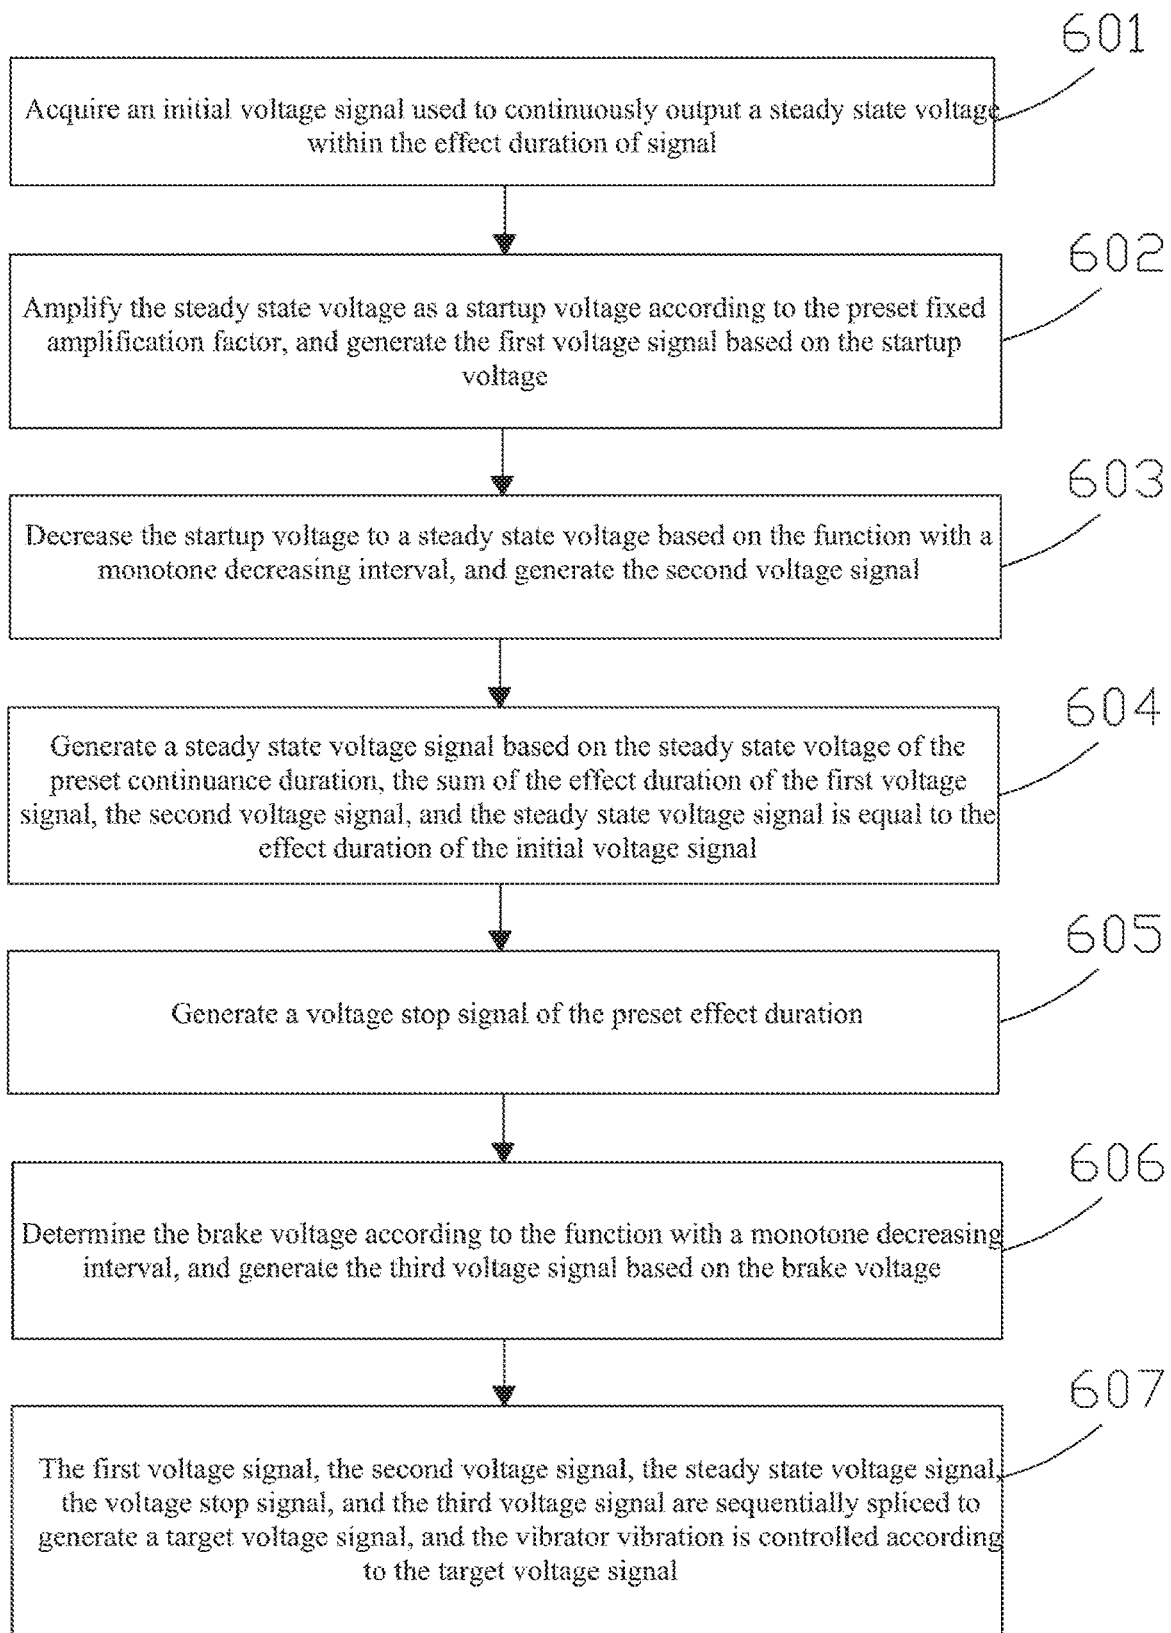 601
Acquire an initial voltage signal used to continuously output a steady state voltage
within the effect duration of signal
602
Amplify the steady state voltage as a startup voltage according to the preset fixed
amplification factor, and generate the first voltage signal based on the startup
voltage
603
Decrease the startup voltage to a steady state voltage based on the function with a
monotone decreasing interval, and generate the second voltage signal
604
Generate a steady state voltage signal based on the steady state voltage of the
preset continuance duration, the sum of the effect duration of the first voltage
signal, the second voltage signal, and the steady state voltage signal is equal to the
effect duration of the initial voltage signal
605
Generate a voltage stop signal of the preset effect duration
606
Determine the brake voltage according to the function with a monotone decreasing
interval, and generate the third voltage signal based on the brake voltage
607
The first voltage signal, the second voltage signal, the steady state voltage signal,
the voltage stop signal, and the third voltage signal are sequentially spliced to
generate a target voltage signal, and the vibrator vibration is controlled according
to the target voltage signal